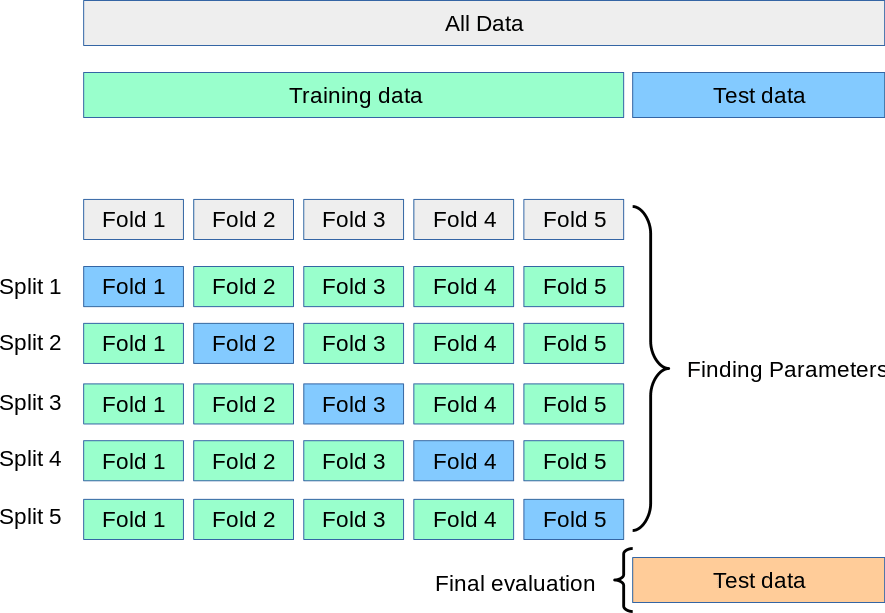 All Data
Training data Test data
Fold 1 Fold 2 Fold 3 Fold 4 Fold 5
Split 1 Fold 1 Fold 2 Fold 3 Fold 4 Fold 5
Split 2 Fold 1 Fold 2 Fold 3 Fold 4 Fold 5
Finding Parameters
Split 3 Fold 1 Fold 2 Fold 3 Fold 4 Fold 5
Split 4 Fold 1 Fold 2 Fold 3 Fold 4 Fold 5
Split 5 Fold 1 Fold 2 Fold 3 Fold 4 Fold 5
Final evaluation Test data